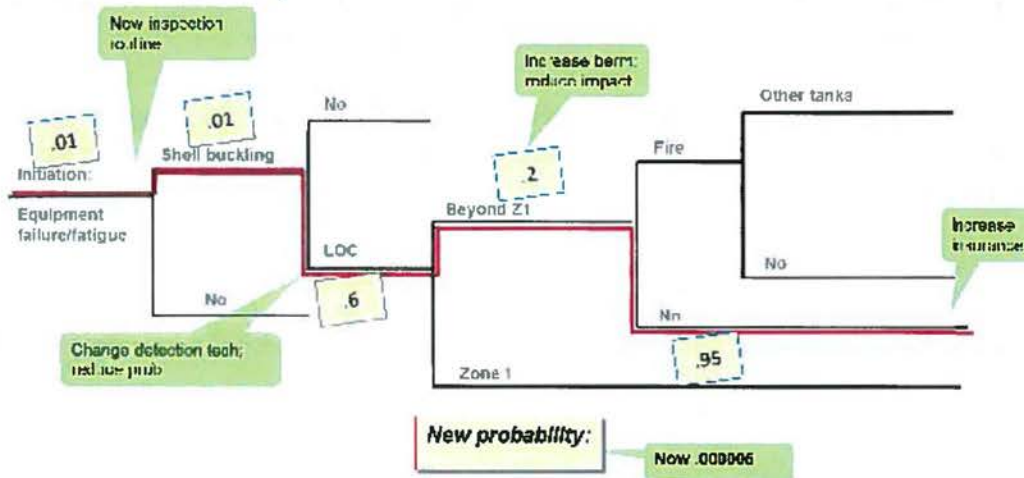 New inspection
routine
Increase berm;
reduce impact
Other tanks
No
.01
.01
Fire
Shell buckling
.2
Initiation:
Equipment
failure/fatigue
Beyond Z1
Increase
insurance
LOC
No
No
.6
No
Change detection tech;
reduce prob
.95
Zone 1
New probability:
Now .000006